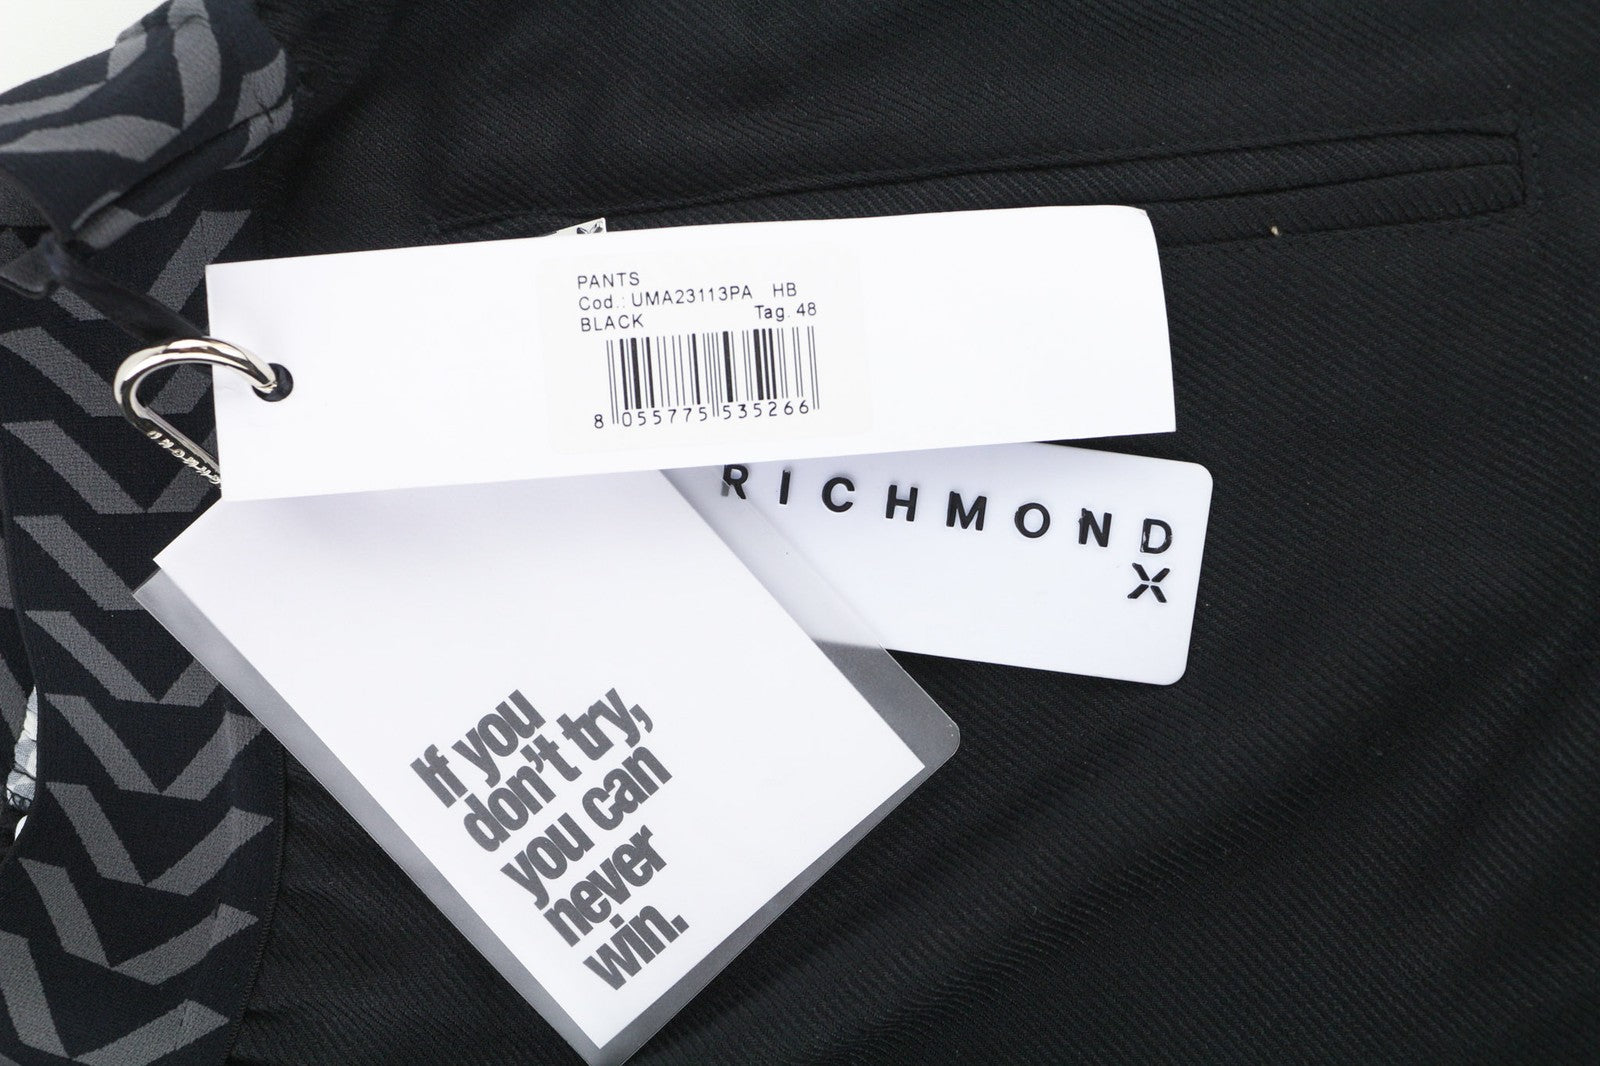 PANTS
Cod.: UMA23113PA HB
BLACK Tag. 48
8 055775 535266
RICHMOND
X
If you
don't try,
you can
never
win.